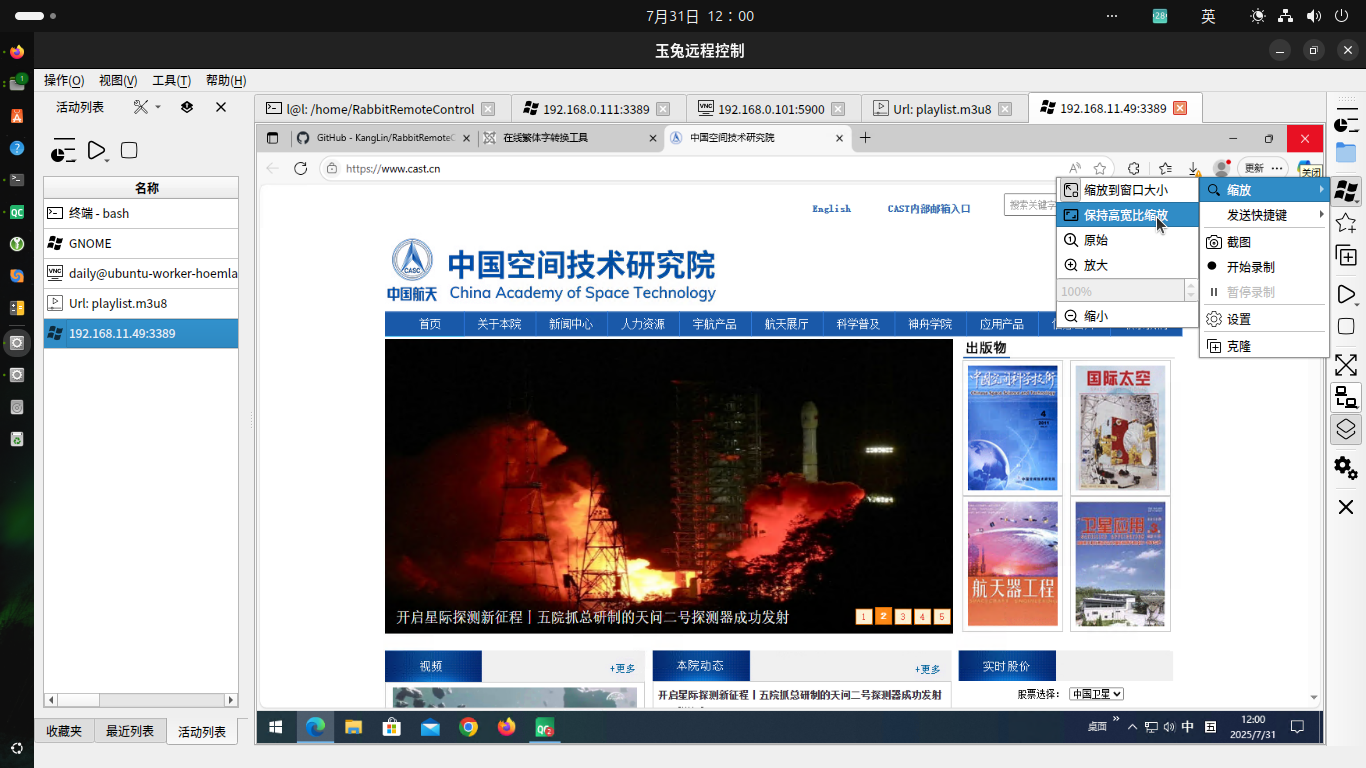 7月31日 12：00
英
玉兔远程控制
操作(O) 视图(V) 工具(T) 帮助(H)
活动列表
名称
终端 - bash
GNOME
daily@ubuntu-worker-hoemla
Url: playlist.m3u8
192.168.11.49:3389
收藏夹 最近列表 活动列表
l@l: /home/RabbitRemoteControl
192.168.0.111:3389
192.168.0.101:5900
Url: playlist.m3u8
192.168.11.49:3389
GitHub - KangLin/RabbitRemoteC
在线繁体字转换工具
中国空间技术研究院
https://www.cast.cn
更新
关闭
English CAST内部邮箱入口
搜索关键字
缩放到窗口大小
保持高宽比缩放
原始
放大
100%
缩小
缩放
发送快捷键
截图
开始录制
暂停录制
设置
克隆
CASC
中国航天
中国空间技术研究院
China Academy of Space Technology
首页 关于本院 新闻中心 人力资源 宇航产品 航天展厅 科学普及 神舟学院 应用产品
开启星际探测新征程丨五院抓总研制的天问二号探测器成功发射
1 2 3 4 5
出版物
中国空间科学技术
国际太空
航天器工程
卫星应用
视频 +更多
本院动态 +更多
实时股价
开启星际探测新征程丨五院抓总研制的天问二号探测器成功发射
股票选择： 中国卫星
桌面
中
12:00
2025/7/31